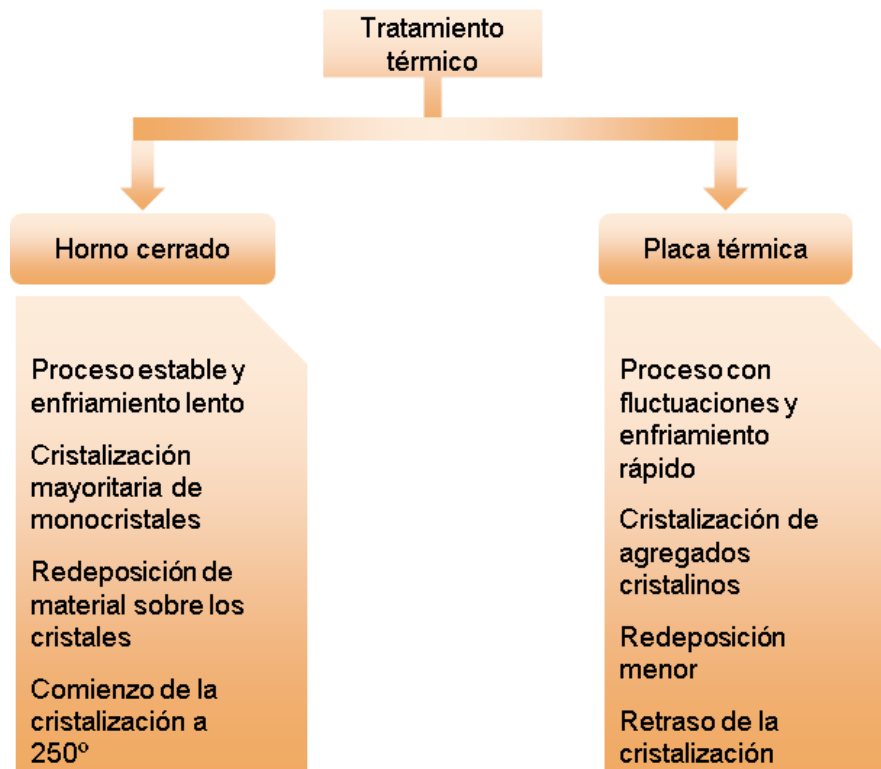 Tratamiento
térmico
Horno cerrado
Proceso estable y
enfriamiento lento
Cristalización
mayoritaria de
monocristales
Redeposición de
material sobre los
cristales
Comienzo de la
cristalización a
250º
Placa térmica
Proceso con
fluctuaciones y
enfriamiento
rápido
Cristalización de
agregados
cristalinos
Redeposición
menor
Retraso de la
cristalización